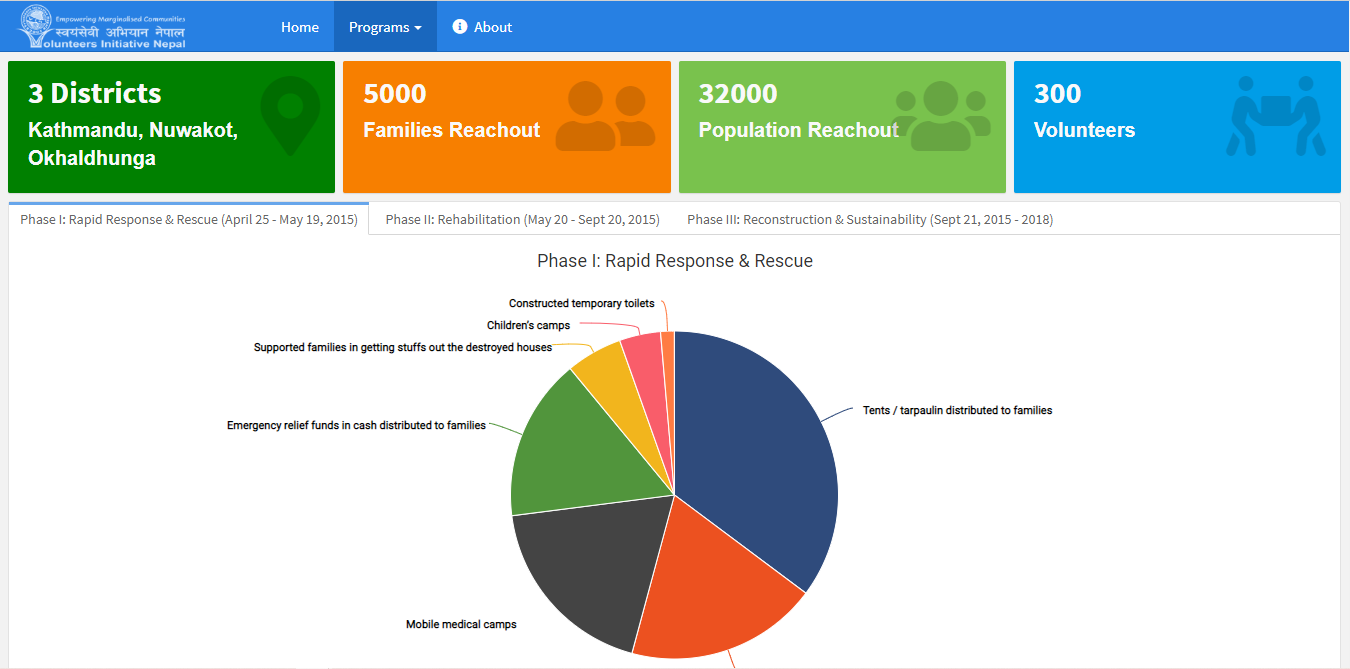 Empowering Marginalised Communities
स्वयंसेवी अभियान नेपाल
Volunteers Initiative Nepal
Home
Programs
About
3 Districts
Kathmandu, Nuwakot,
Okhaldhunga
5000
Families Reachout
32000
Population Reachout
300
Volunteers
Phase I: Rapid Response & Rescue (April 25 - May 19, 2015)
Phase II: Rehabilitation (May 20 - Sept 20, 2015)
Phase III: Reconstruction & Sustainability (Sept 21, 2015 - 2018)
Phase I: Rapid Response & Rescue
Constructed temporary toilets
Children's camps
Supported families in getting stuffs out the destroyed houses
Tents / tarpaulin distributed to families
Emergency relief funds in cash distributed to families
Mobile medical camps